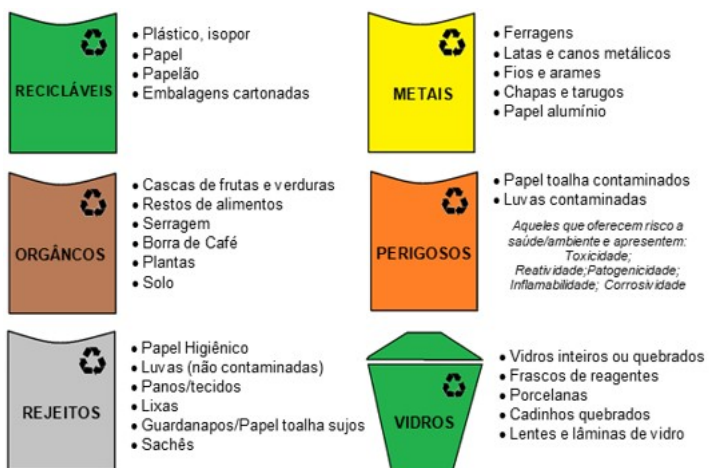 RECICLÁVEIS
• Plástico, isopor
• Papel
• Papelão
• Embalagens cartonadas
METAIS
• Ferragens
• Latas e canos metálicos
• Fios e arames
• Chapas e tarugos
• Papel alumínio
ORGÂNCOS
• Cascas de frutas e verduras
• Restos de alimentos
• Serragem
• Borra de Café
• Plantas
• Solo
PERIGOSOS
• Papel toalha contaminados
• Luvas contaminadas
Aqueles que oferecem risco a
saúde/ambiente e apresentem:
Toxicidade;
Reatividade;Patogenicidade;
Inflamabilidade; Corrosividade
REJEITOS
• Papel Higiênico
• Luvas (não contaminadas)
• Panos/tecidos
• Lixas
• Guardanapos/Papel toalha sujos
• Sachês
VIDROS
• Vidros inteiros ou quebrados
• Frascos de reagentes
• Porcelanas
• Cadinhos quebrados
• Lentes e lâminas de vidro